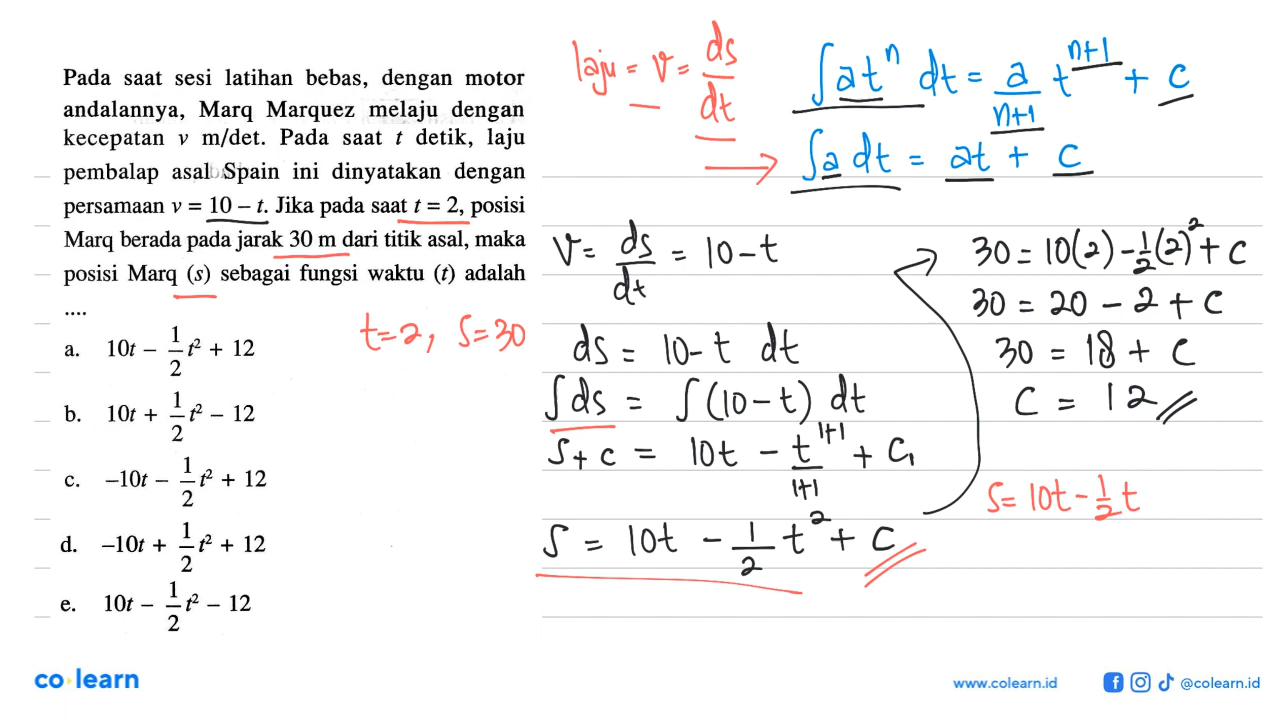 Pada saat sesi latihan bebas, dengan motor
andalannya, Marq Marquez melaju dengan
kecepatan v m/det. Pada saat t detik, laju
pembalap asal Spain ini dinyatakan dengan
persamaan v = 10 – t. Jika pada saat t = 2, posisi
Marq berada pada jarak 30 m dari titik asal, maka
posisi Marq (s) sebagai fungsi waktu (t) adalah
....
a. 10t – 1/2 t² + 12
b. 10t + 1/2 t² – 12
c. –10t – 1/2 t² + 12
d. –10t + 1/2 t² + 12
e. 10t – 1/2 t² – 12
t=2, s=30
laju = v = ds/dt
∫at^n dt = a/(n+1) t^(n+1) + c
→ ∫a dt = at + c
v = ds/dt = 10-t
ds = 10-t dt
∫ds = ∫(10-t) dt
s+c = 10t - t^(1+1)/(1+1) + C₁
s = 10t - 1/2 t² + c
30 = 10(2) - 1/2(2)² + c
30 = 20 - 2 + c
30 = 18 + c
c = 12
s = 10t - 1/2 t
co learn
www.colearn.id
@colearn.id